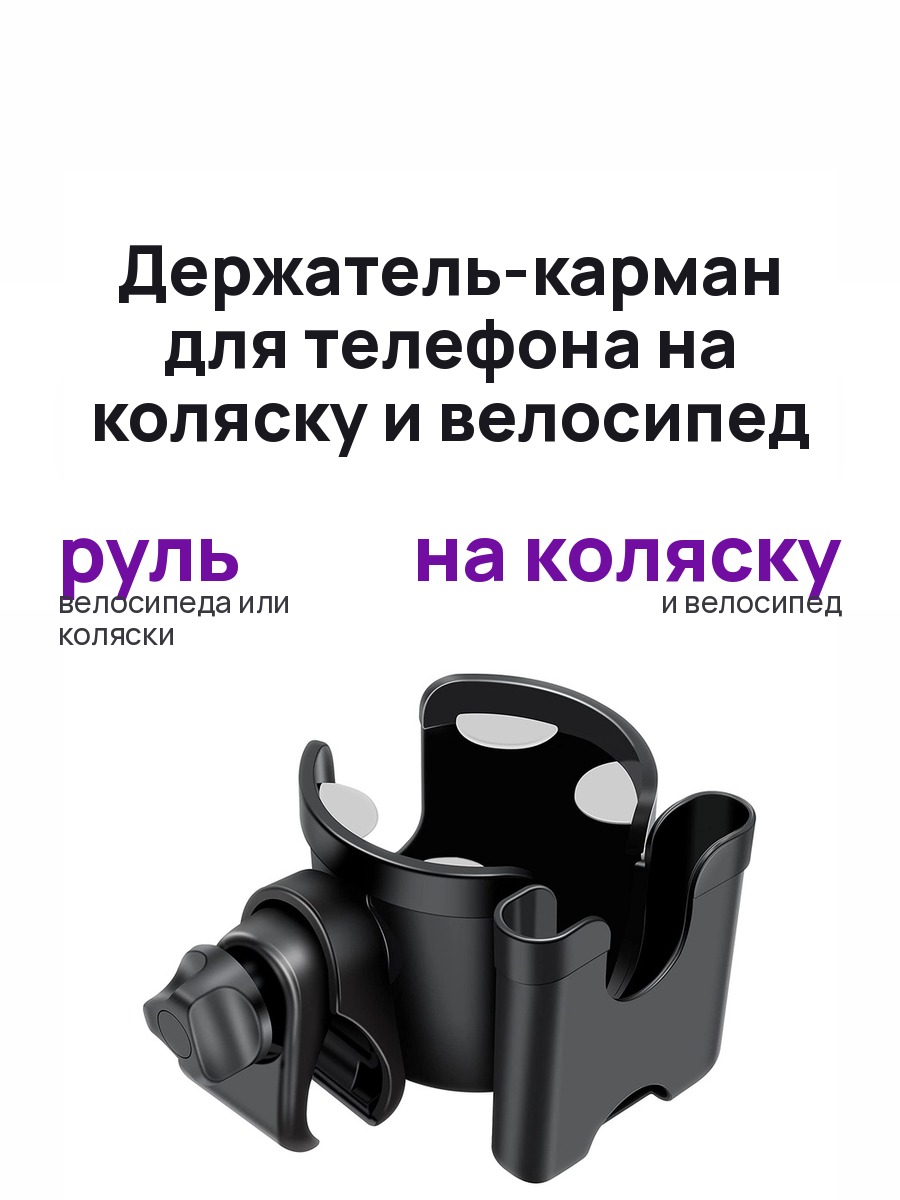 Держатель-карман
для телефона на
коляску и велосипед
руль
велосипеда или
коляски
на коляску
и велосипед